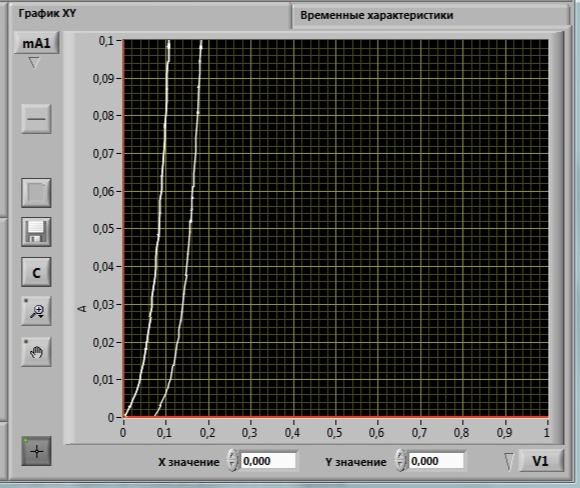 График XY
Временные характеристики
mA1
0,1
0,09
0,08
0,07
0,06
0,05
0,04
0,03
0,02
0,01
0
A
C
0 0,1 0,2 0,3 0,4 0,5 0,6 0,7 0,8 0,9 1
X значение 0,000 Y значение 0,000 V1